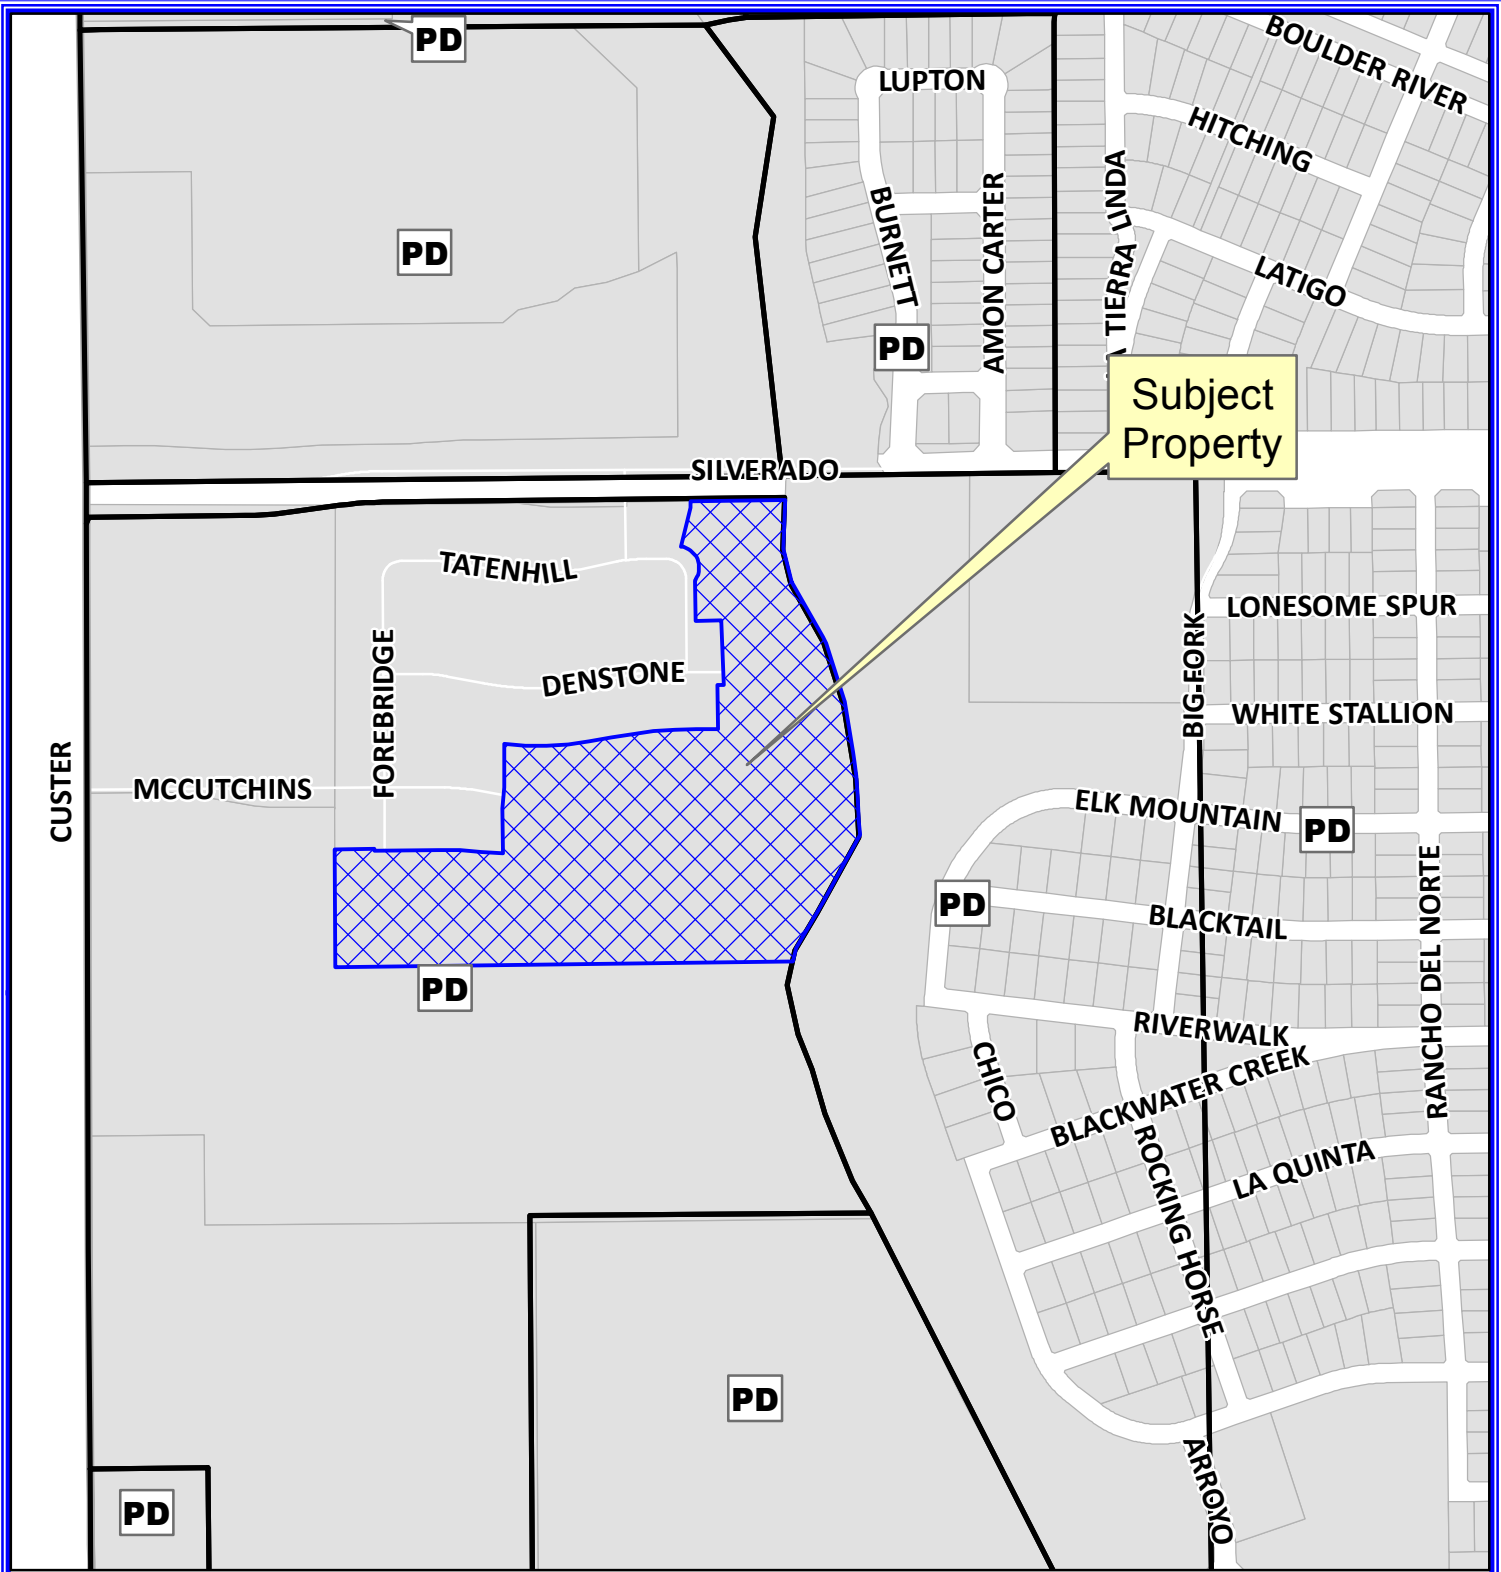 PD
BOULDER RIVER
LUPTON
HITCHING
LA TIERRA LINDA
BURNETT
AMON CARTER
PD
LATIGO
PD
Subject
Property
SILVERADO
TATENHILL
LONESOME SPUR
FOREBRIDGE
DENSTONE
BIG FORK
WHITE STALLION
CUSTER
MCCUTCHINS
ELK MOUNTAIN
PD
PD
BLACKTAIL
RANCHO DEL NORTE
PD
RIVERWALK
CHICO
BLACKWATER CREEK
ROCKING HORSE
LA QUINTA
PD
ARROYO
PD